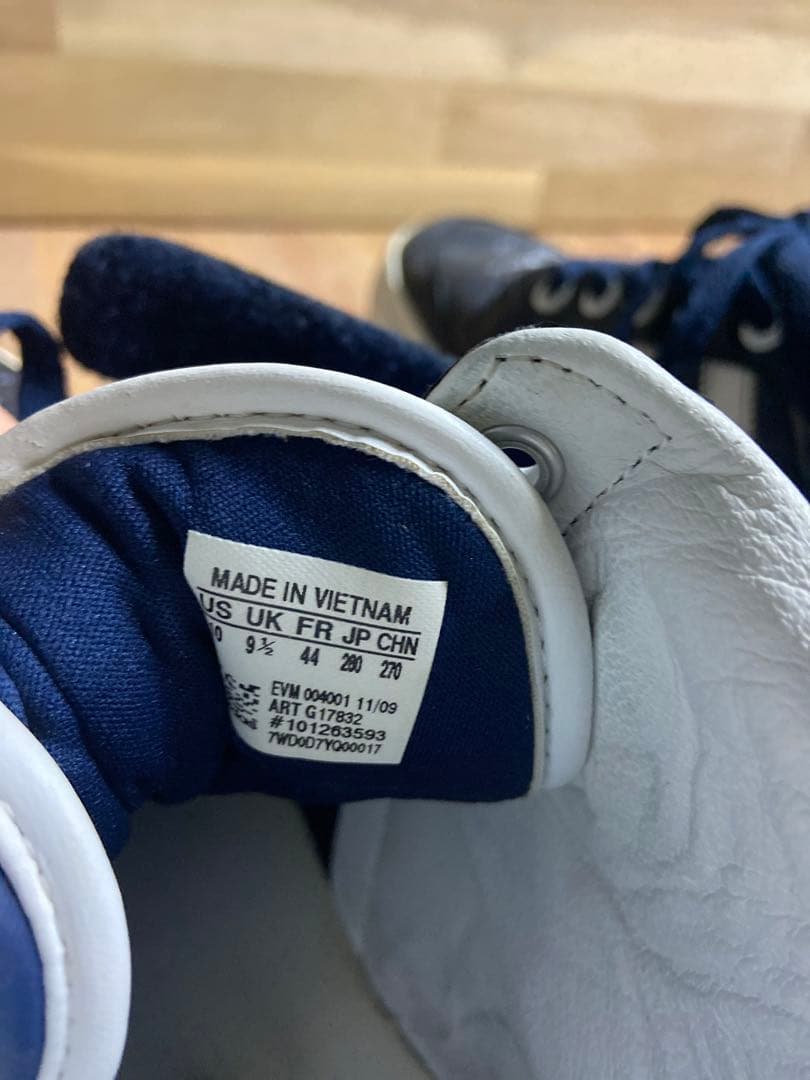 MADE IN VIETNAM
US UK FR JP CHN
9½ 44 280 270
EVM 004001 11/09
ART G17832
#101263593
7WD0D7YQ00017